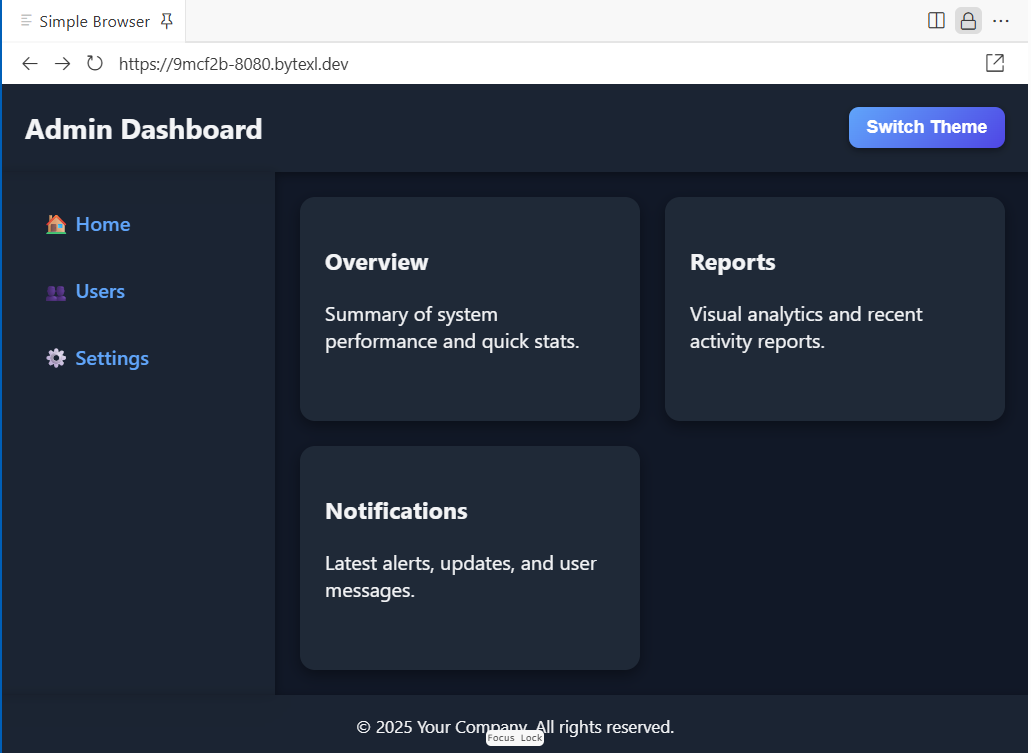 Simple Browser
https://9mcf2b-8080.bytexl.dev
Admin Dashboard
Switch Theme
Home
Users
Settings
Overview
Summary of system
performance and quick stats.
Reports
Visual analytics and recent
activity reports.
Notifications
Latest alerts, updates, and user
messages.
© 2025 Your Company. All rights reserved.
Focus Lock